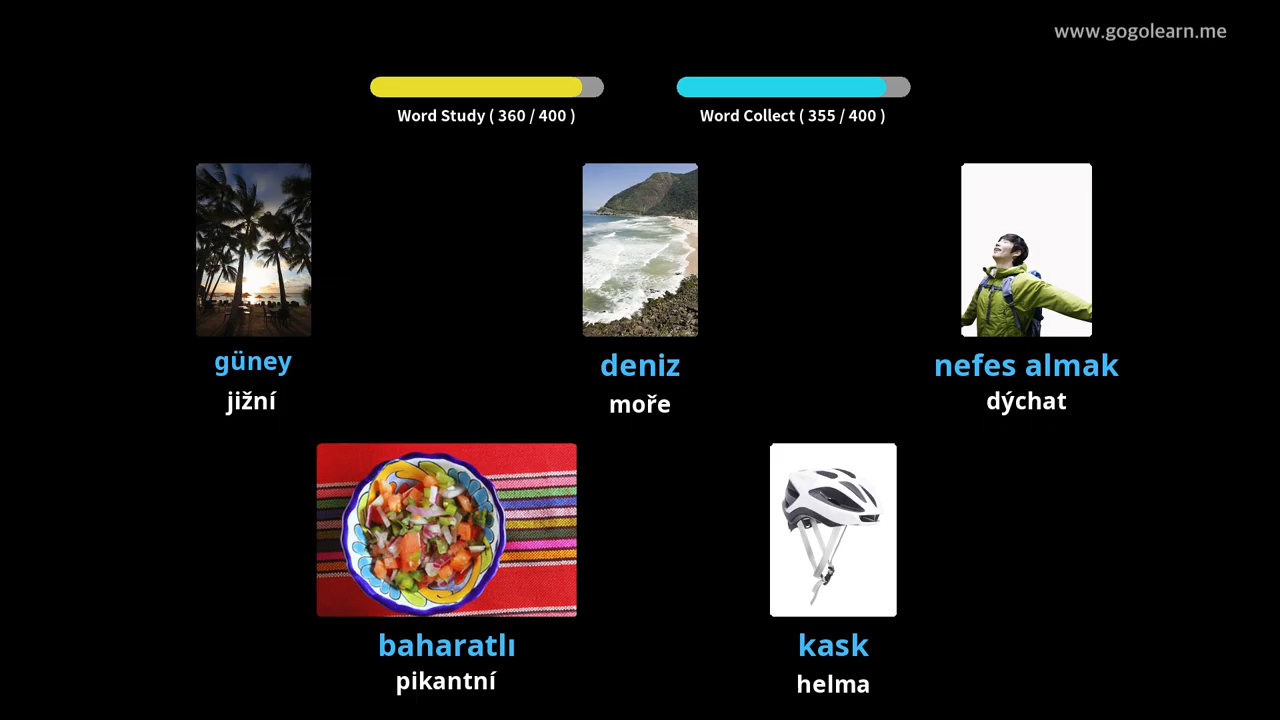 www.gogolearn.me
Word Study ( 360 / 400 )
Word Collect ( 355 / 400 )
güney
jižní
deniz
moře
nefes almak
dýchat
baharatlı
pikantní
kask
helma